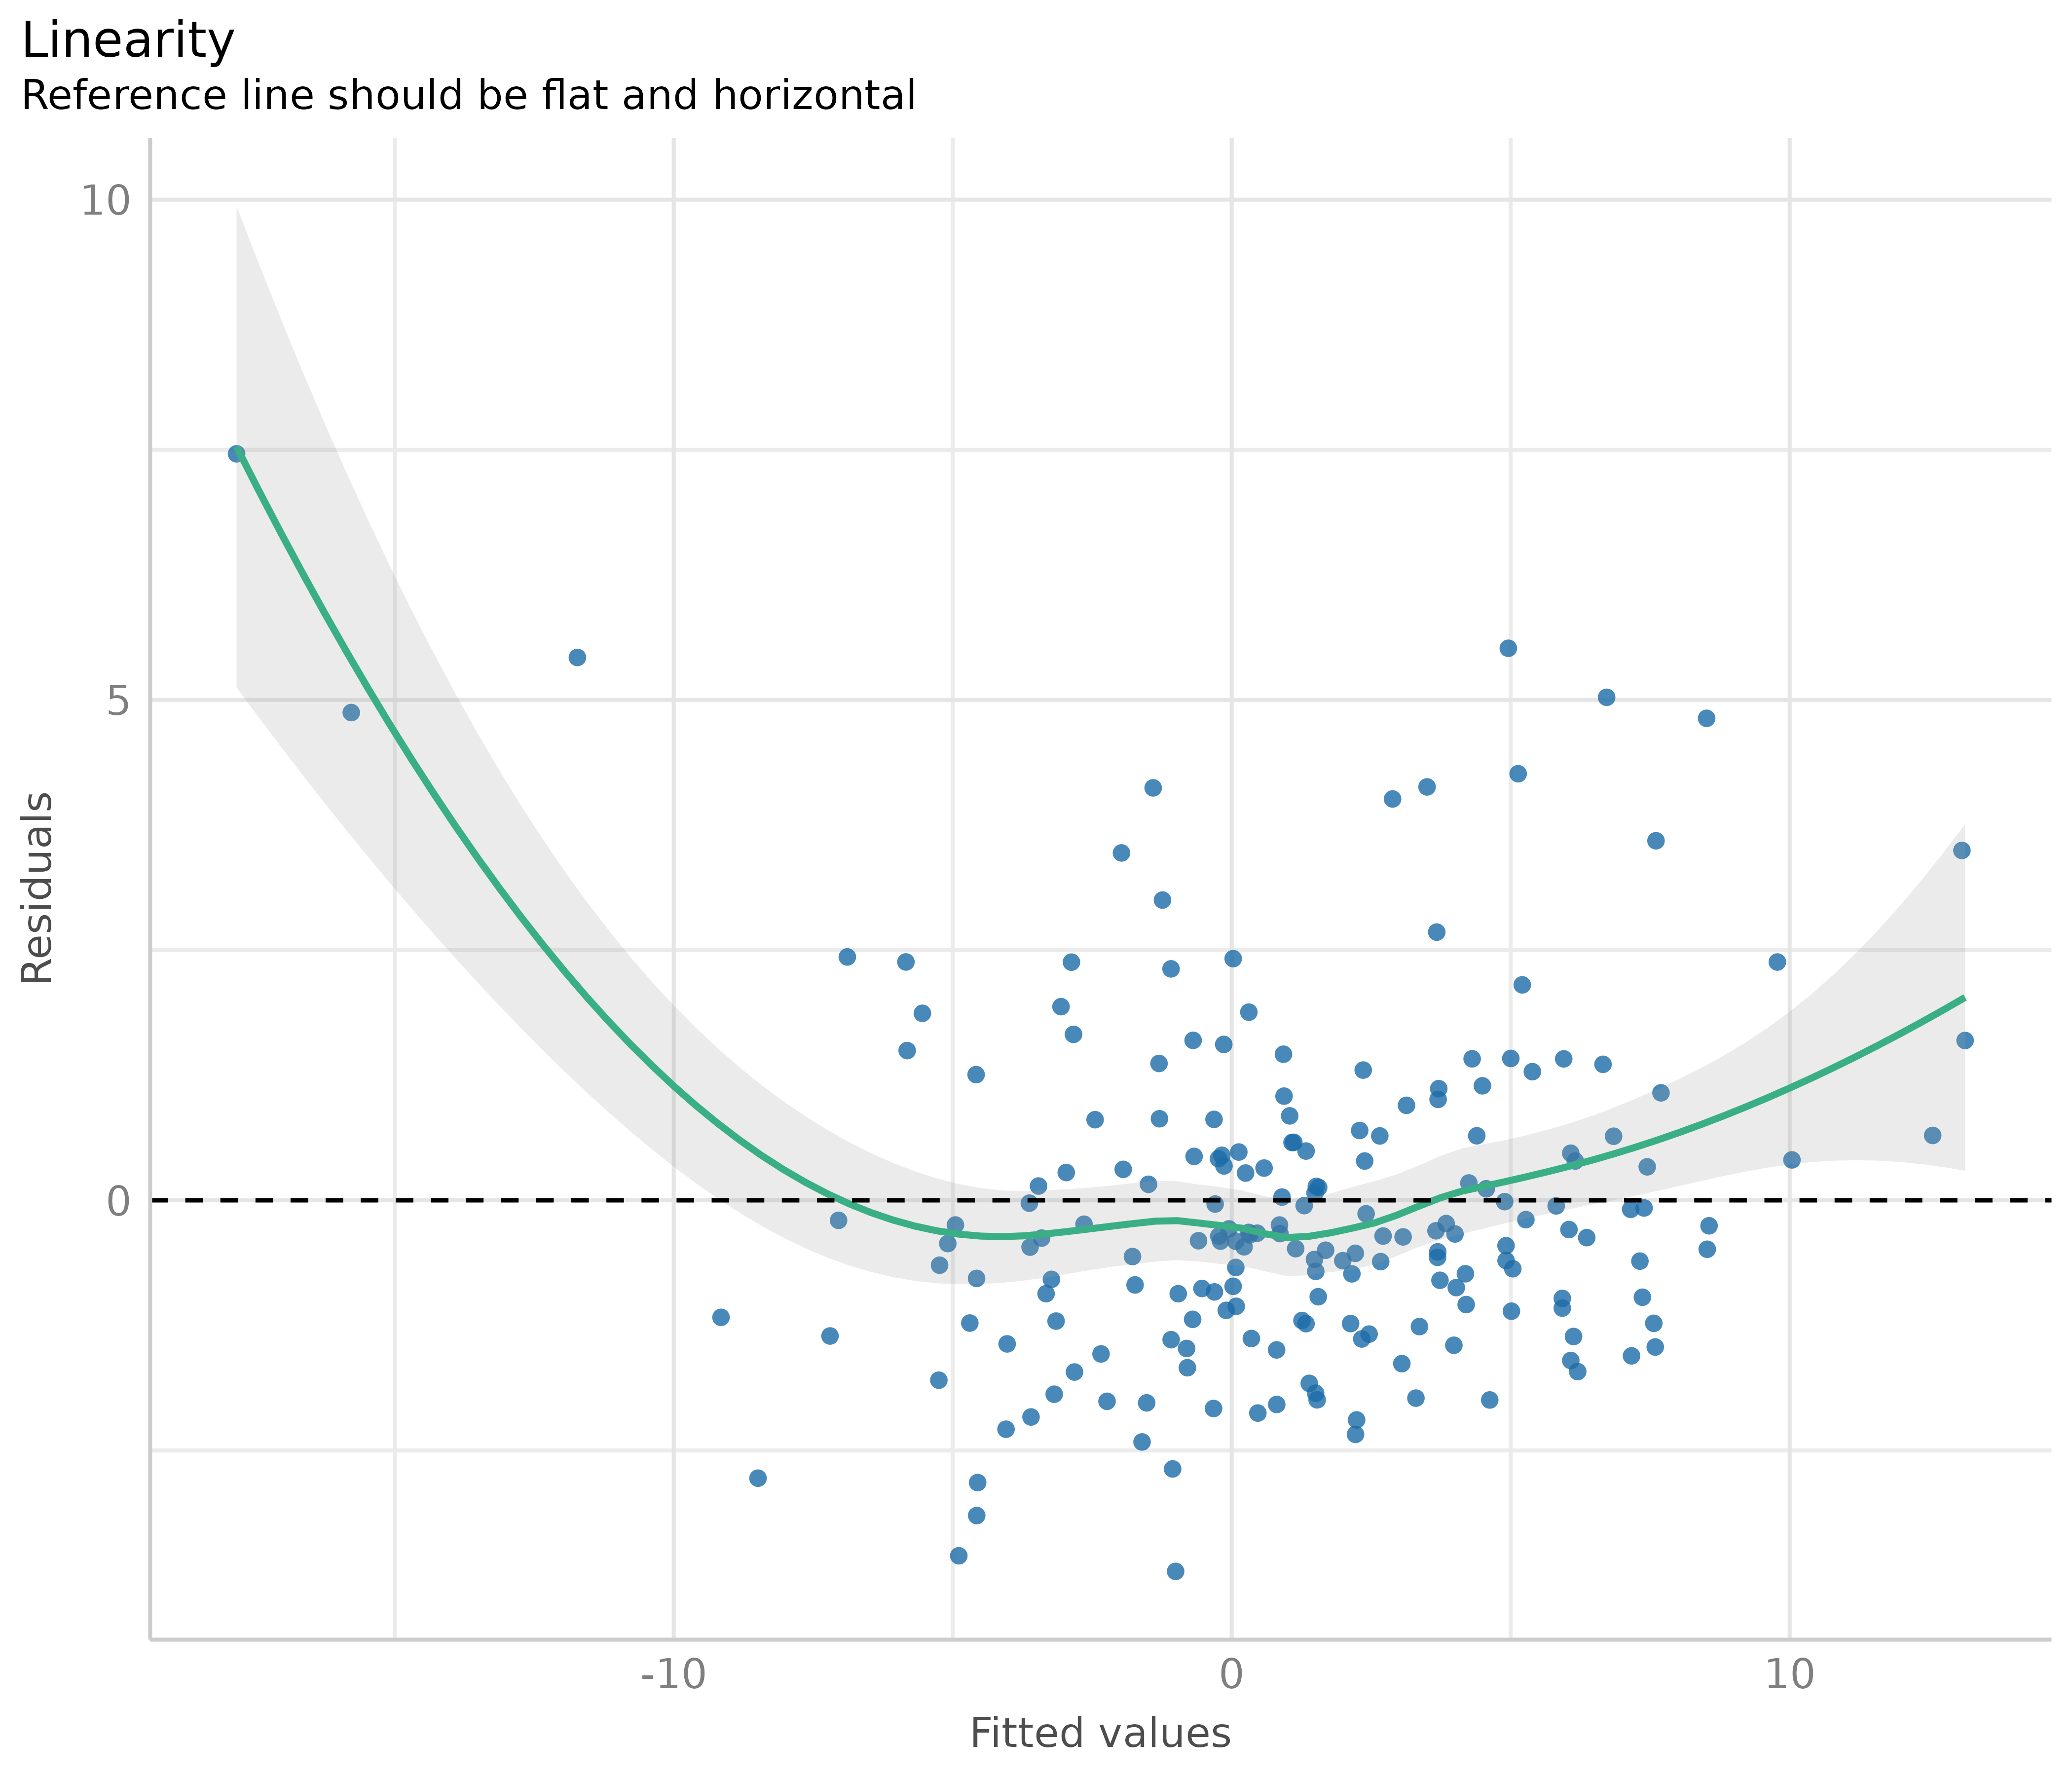 Linearity
Reference line should be flat and horizontal
10
5
0
Residuals
-10
0
10
Fitted values